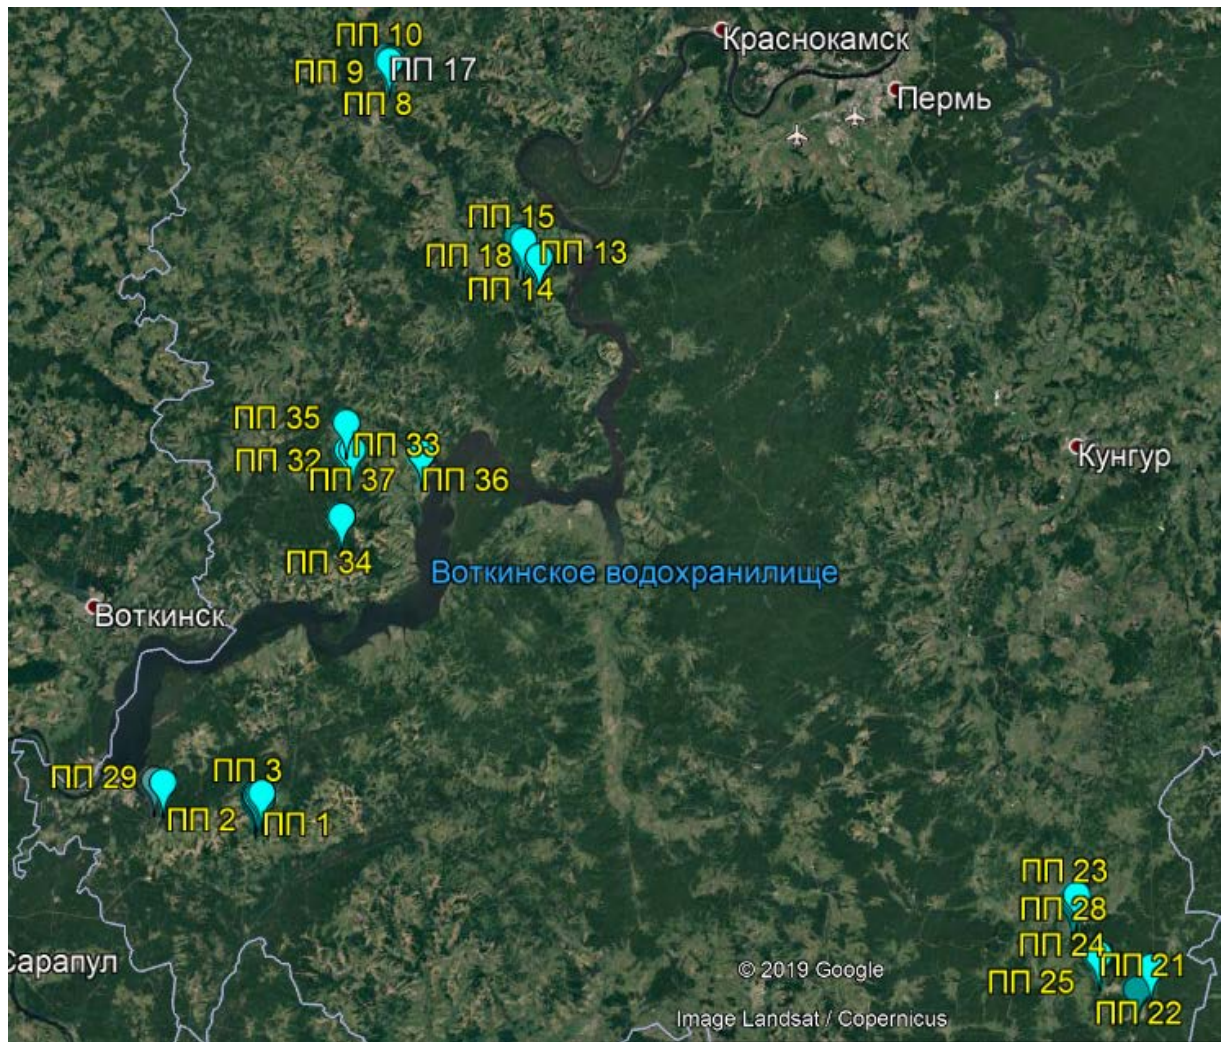 ПП 10
Краснокамск
ПП 9
ПП 17
ПП 8
Пермь
ПП 15
ПП 18
ПП 13
ПП 14
ПП 35
ПП 33
ПП 32
ПП 37
ПП 36
Кунгур
ПП 34
Воткинское водохранилище
Воткинск
ПП 29
ПП 3
ПП 2
ПП 1
ПП 23
ПП 28
ПП 24
ПП 21
ПП 25
ПП 22
Сарапул
© 2019 Google
Image Landsat / Copernicus